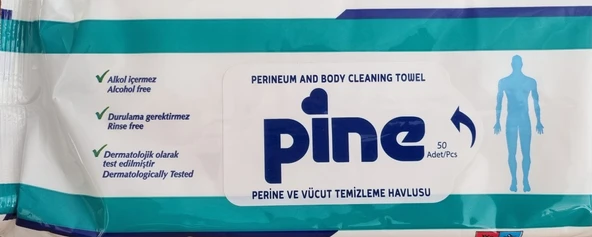 Alkol içermez
Alcohol free
Durulama gerektirmez
Rinse free
Dermatolojik olarak
test edilmiştir
Dermatologically Tested
PERINEUM AND BODY CLEANING TOWEL
pine
50
Adet/Pcs
PERİNE VE VÜCUT TEMİZLEME HAVLUSU